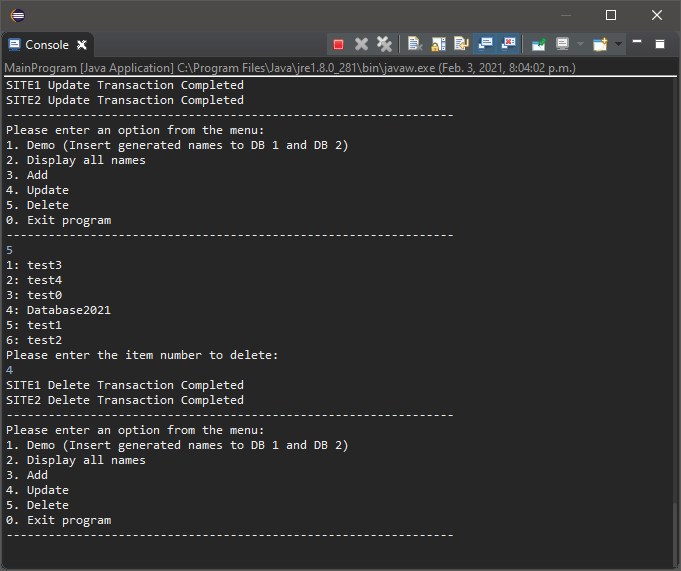 Console
MainProgram [Java Application] C:\Program Files\Java\jre1.8.0_281\bin\javaw.exe (Feb. 3, 2021, 8:04:02 p.m.)
SITE1 Update Transaction Completed
SITE2 Update Transaction Completed
----------------------------------------------------------------
Please enter an option from the menu:
1. Demo (Insert generated names to DB 1 and DB 2)
2. Display all names
3. Add
4. Update
5. Delete
0. Exit program
----------------------------------------------------------------
5
1: test3
2: test4
3: test0
4: Database2021
5: test1
6: test2
Please enter the item number to delete:
4
SITE1 Delete Transaction Completed
SITE2 Delete Transaction Completed
----------------------------------------------------------------
Please enter an option from the menu:
1. Demo (Insert generated names to DB 1 and DB 2)
2. Display all names
3. Add
4. Update
5. Delete
0. Exit program
----------------------------------------------------------------